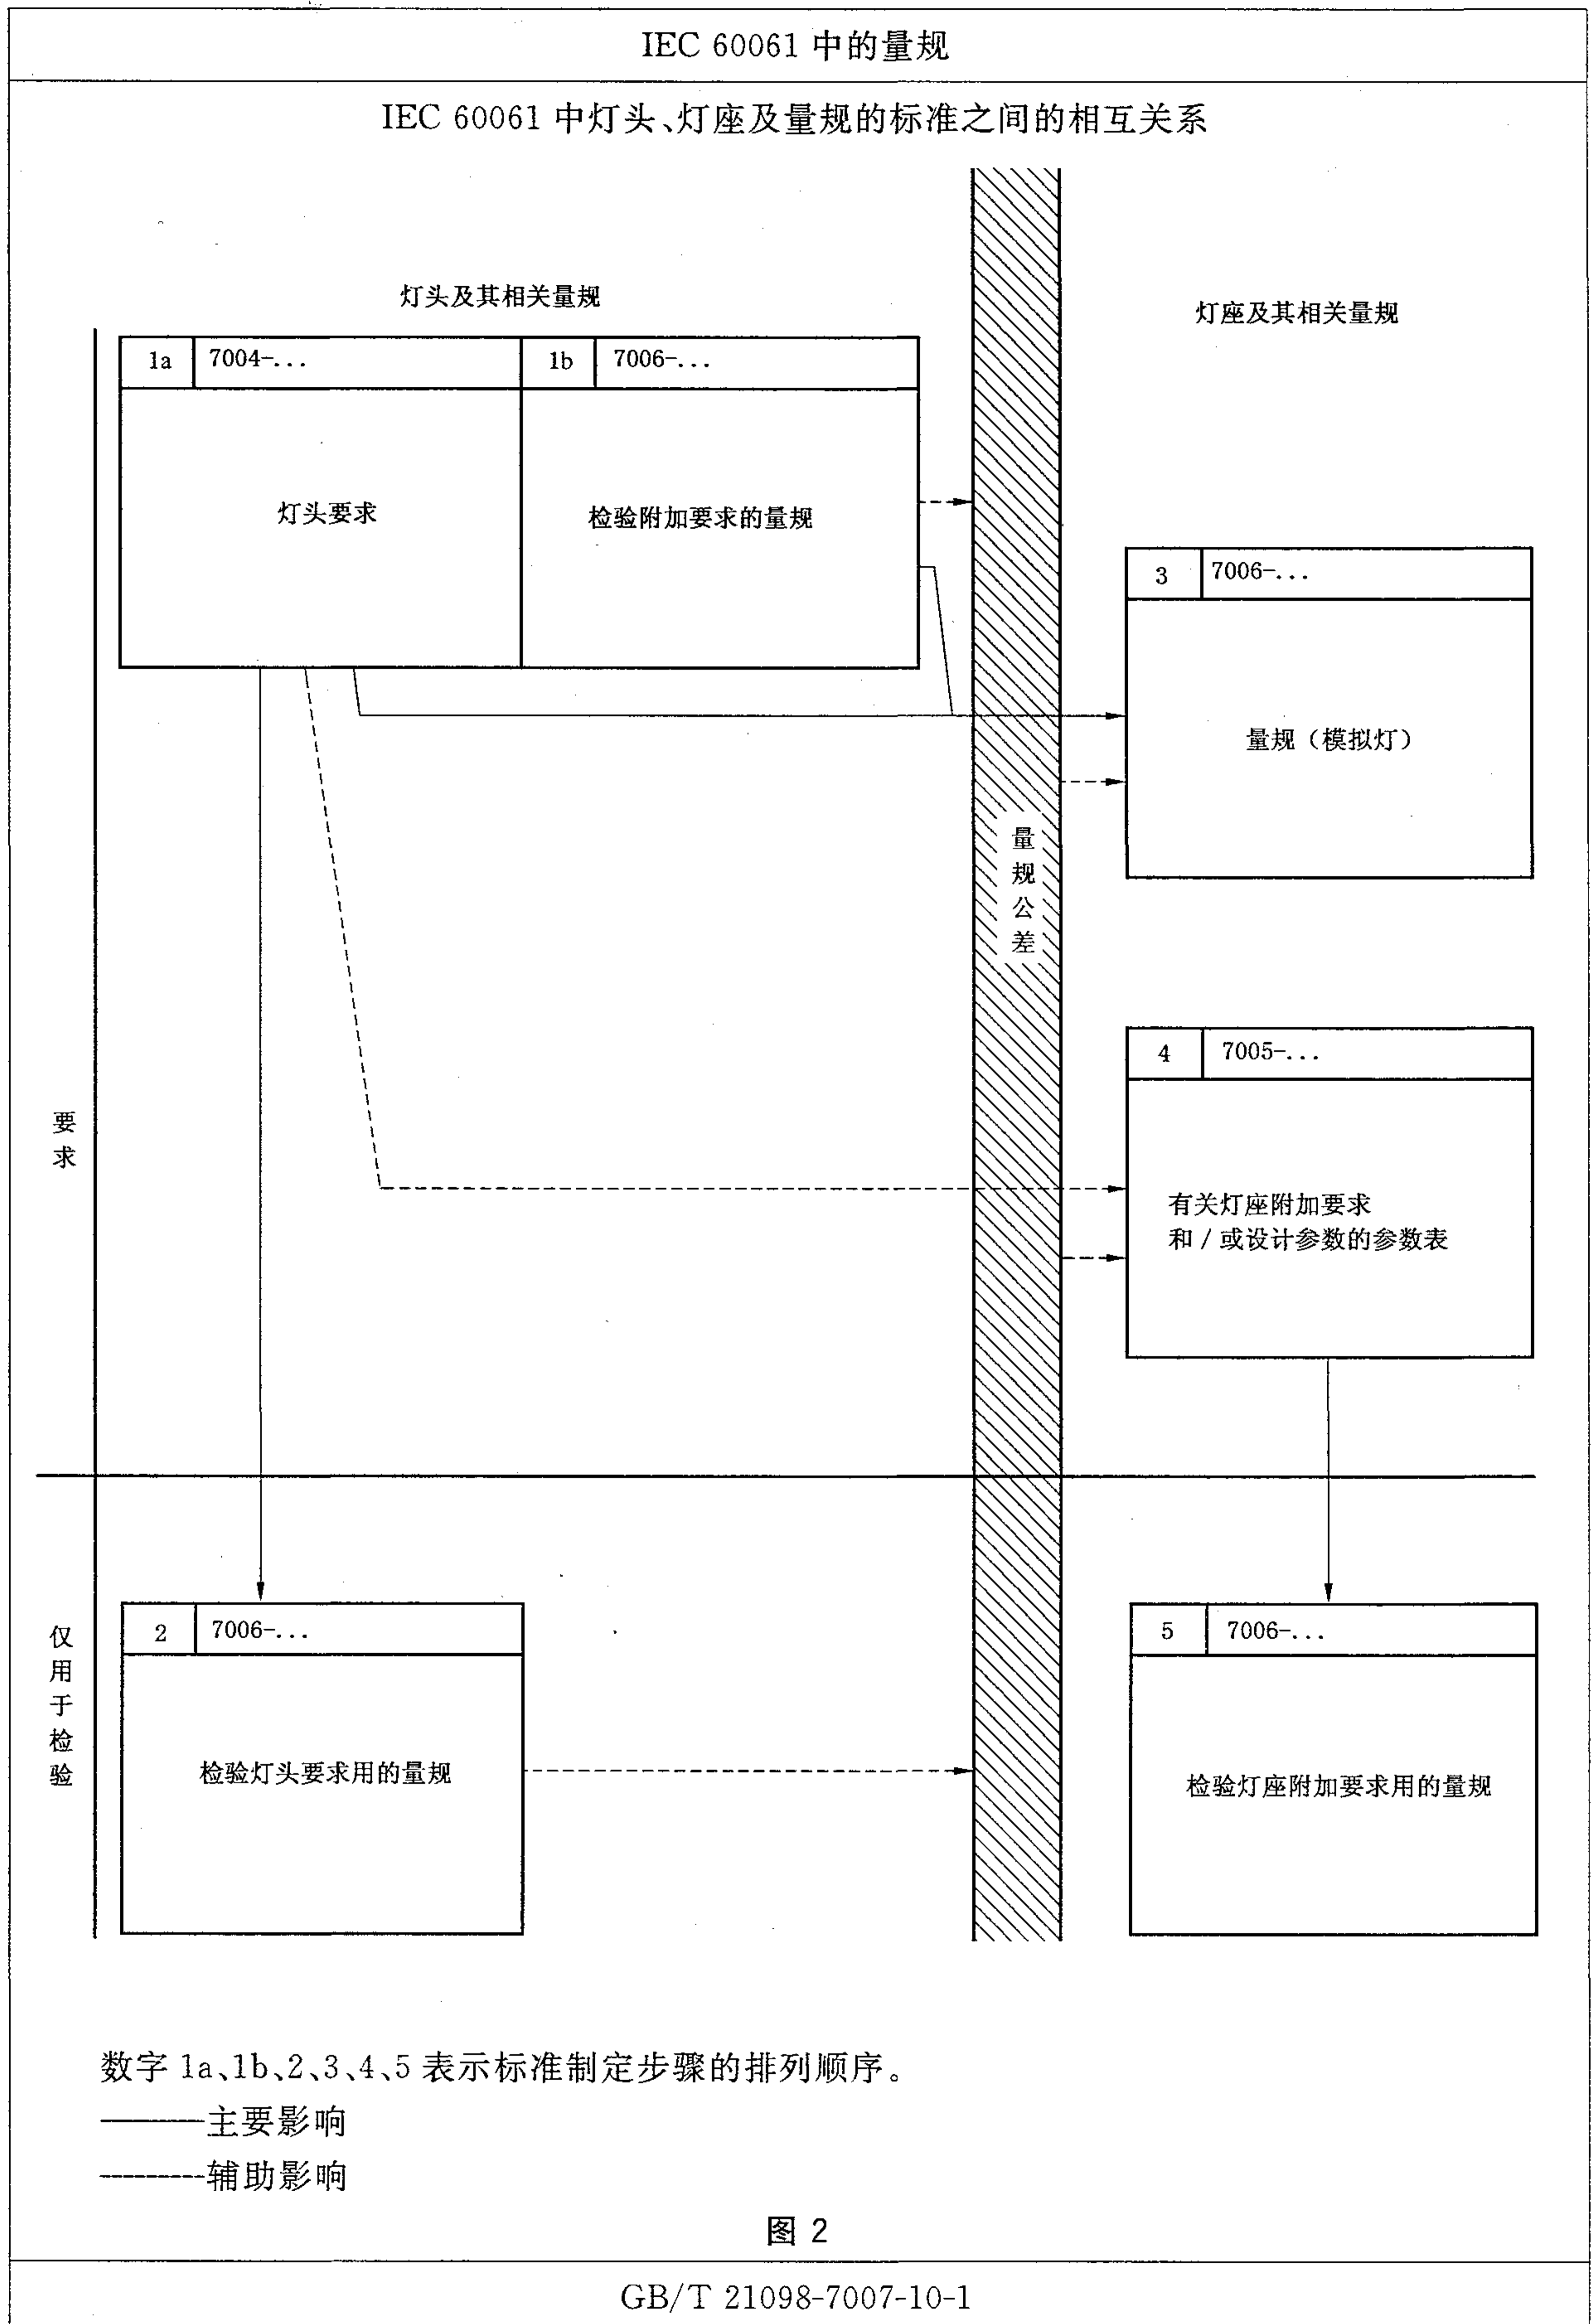 IEC 60061 中的量规
IEC 60061 中灯头、灯座及量规的标准之间的相互关系
灯头及其相关量规
灯座及其相关量规
1a 7004-... 1b 7006-...
灯头要求
检验附加要求的量规
3 7006-...
量规（模拟灯）
量规公差
4 7005-...
要求
有关灯座附加要求
和/或设计参数的参数表
仅用于检验
2 7006-...
检验灯头要求用的量规
5 7006-...
检验灯座附加要求用的量规
数字 1a、1b、2、3、4、5 表示标准制定步骤的排列顺序。
———主要影响
-------辅助影响
图 2
GB/T 21098-7007-10-1